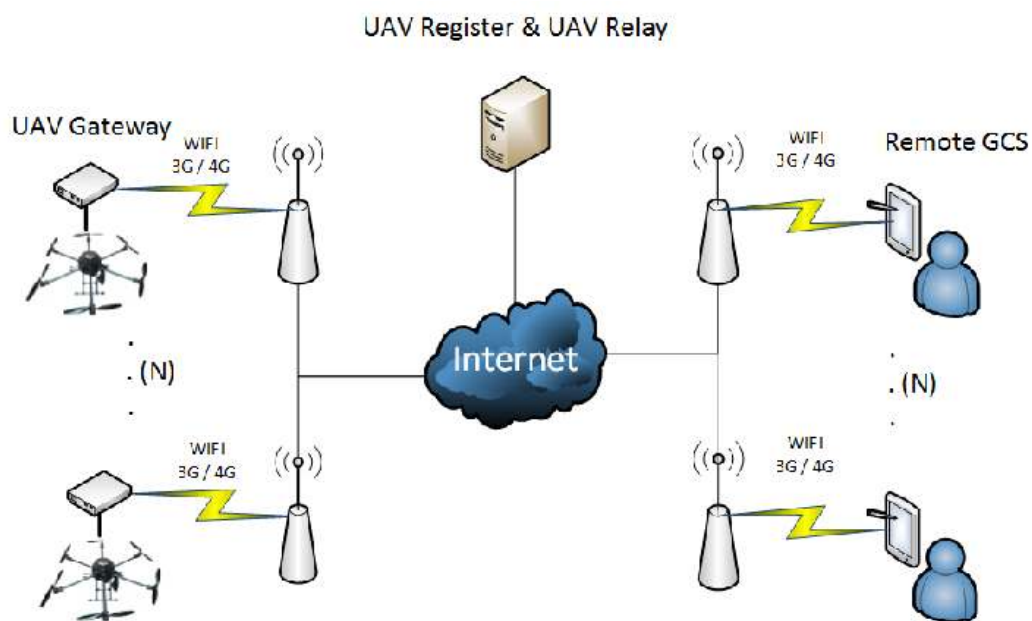 UAV Register & UAV Relay
UAV Gateway
WIFI
3G / 4G
WIFI
3G / 4G
Remote GCS
Internet
. (N)
. (N)
WIFI
3G / 4G
WIFI
3G / 4G